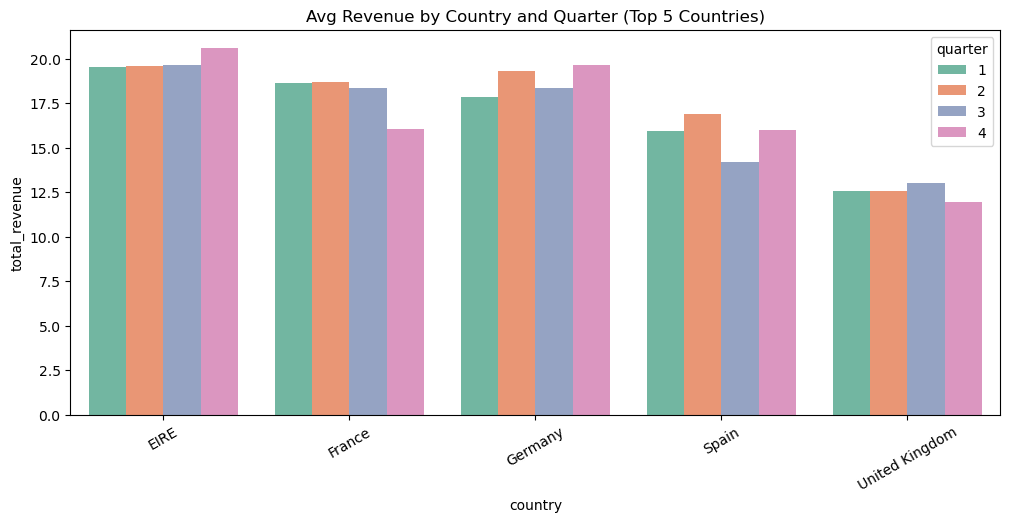 Avg Revenue by Country and Quarter (Top 5 Countries)
total_revenue
20.0
17.5
15.0
12.5
10.0
7.5
5.0
2.5
0.0
quarter
1
2
3
4
EIRE
France
Germany
Spain
United Kingdom
country